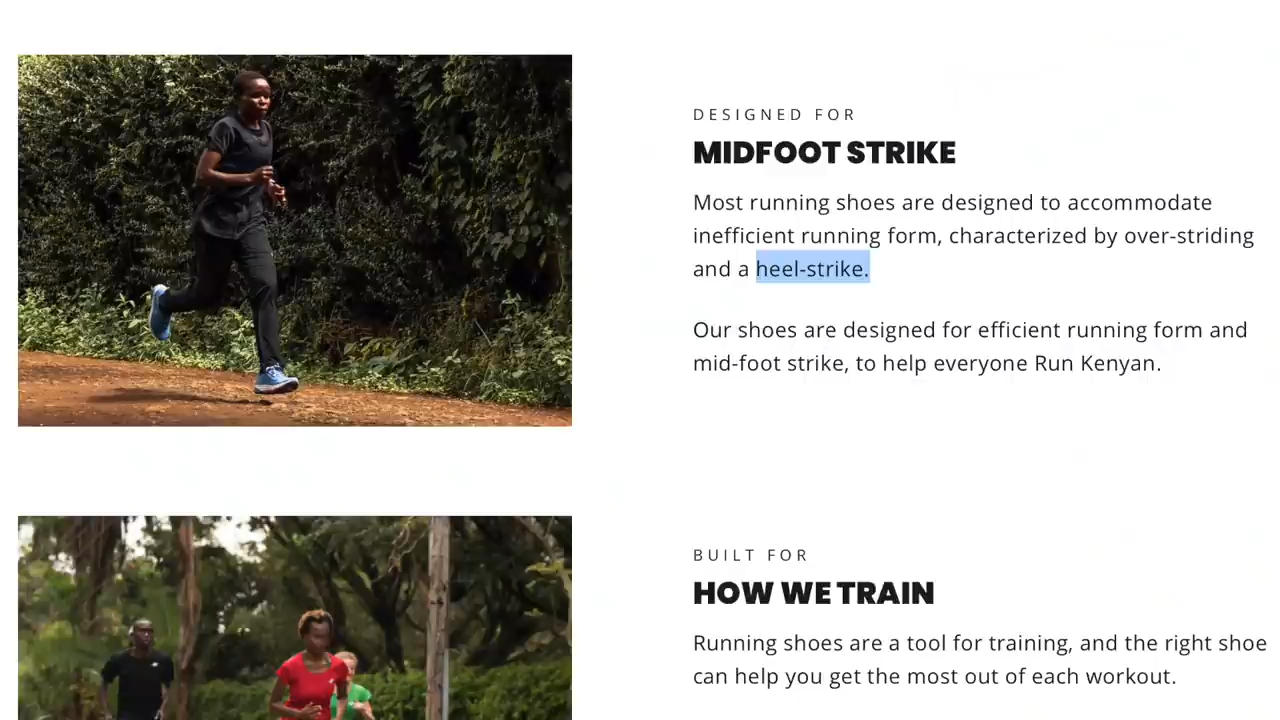 DESIGNED FOR
MIDFOOT STRIKE
Most running shoes are designed to accommodate
inefficient running form, characterized by over-striding
and a heel-strike.
Our shoes are designed for efficient running form and
mid-foot strike, to help everyone Run Kenyan.
BUILT FOR
HOW WE TRAIN
Running shoes are a tool for training, and the right shoe
can help you get the most out of each workout.